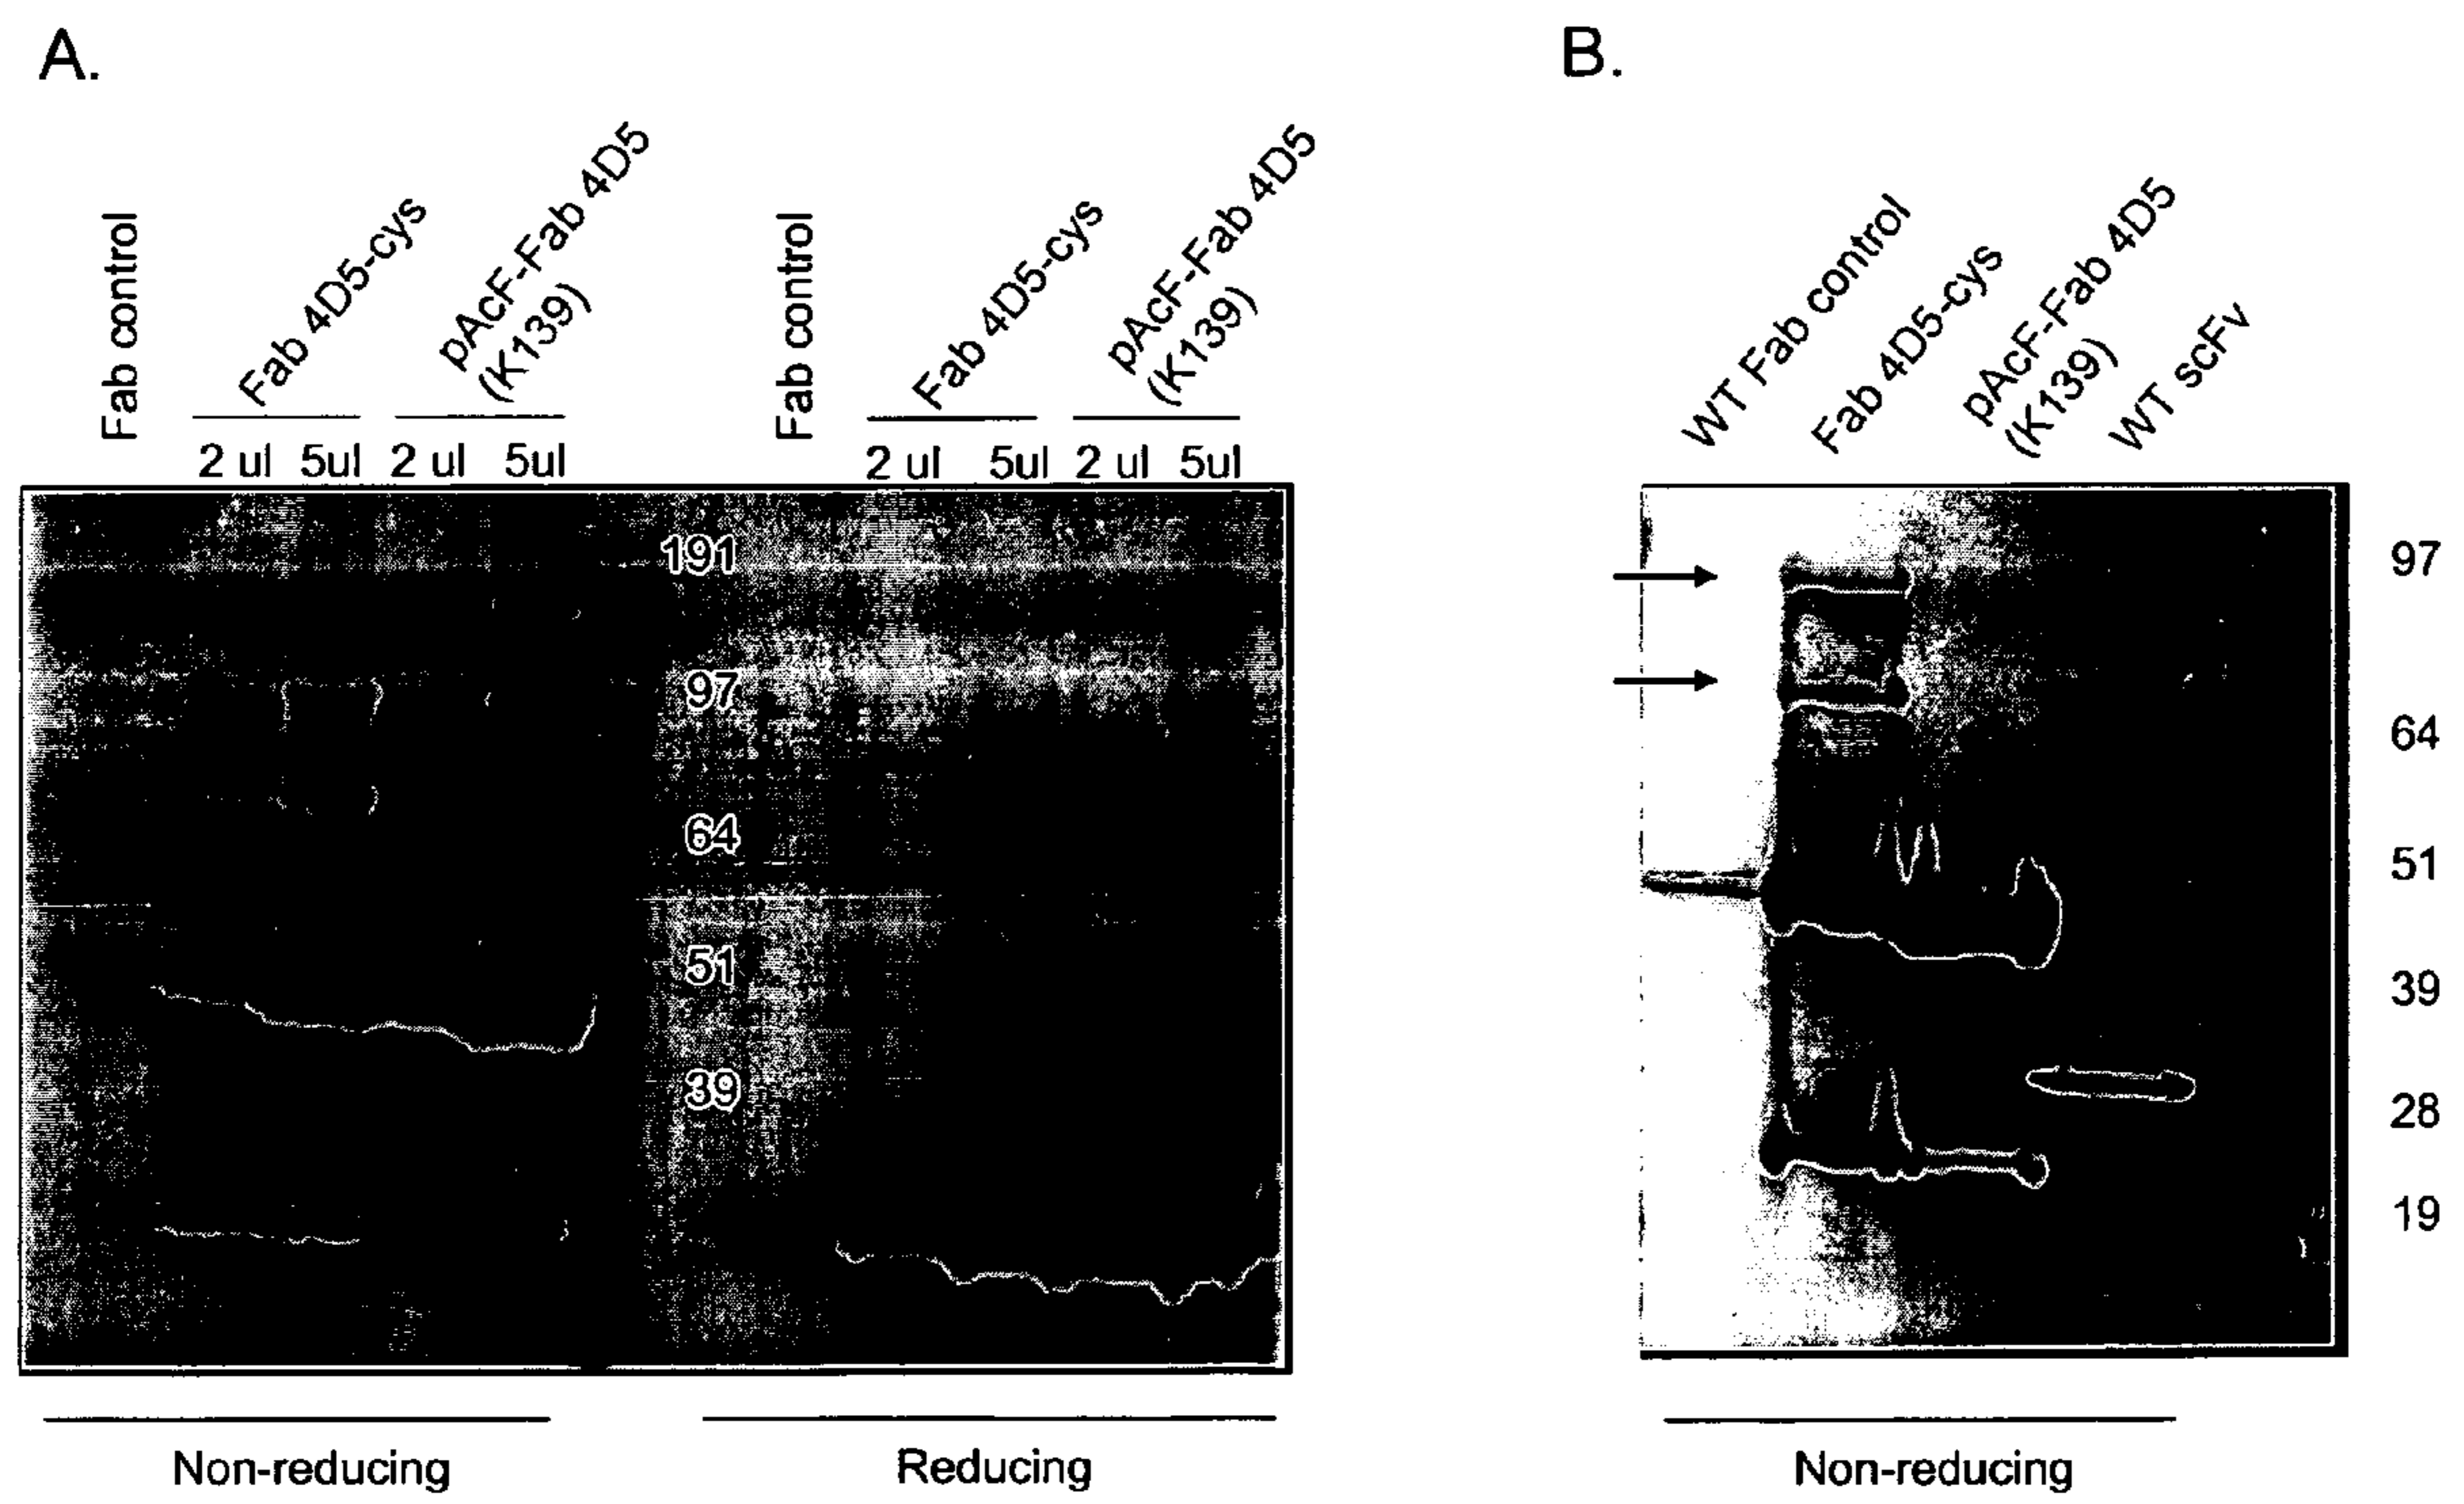 A.
Fab control
Fab 4D5-cys
pAcF-Fab 4D5
(K139)
Fab control
Fab 4D5-cys
pAcF-Fab 4D5
(K139)
2 ul 5ul 2 ul 5ul
2 ul 5ul 2 ul 5ul
191
97
64
51
39
Non-reducing
Reducing
B.
WT Fab control
Fab 4D5-cys
pAcF-Fab 4D5
(K139)
WT scFv
97
64
51
39
28
19
Non-reducing